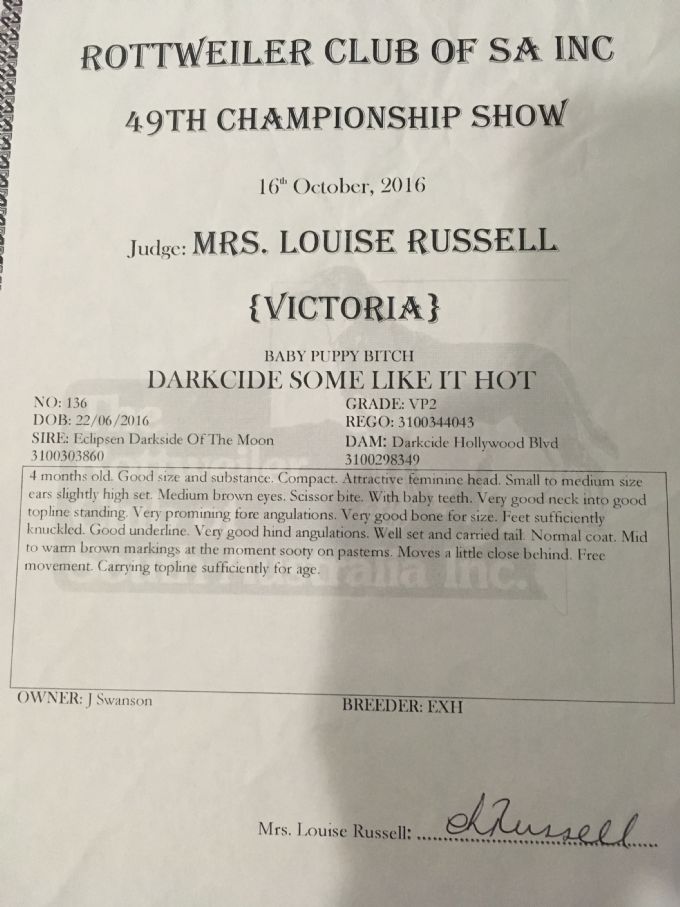 ROTTWEILER CLUB OF SA INC
49TH CHAMPIONSHIP SHOW
16th October, 2016
Judge: MRS. LOUISE RUSSELL
{VICTORIA}
BABY PUPPY BITCH
DARKCIDE SOME LIKE IT HOT
NO: 136 GRADE: VP2
DOB: 22/06/2016 REGO: 3100344043
SIRE: Eclipsen Darkside Of The Moon DAM: Darkcide Hollywood Blvd
3100303860 3100298349
4 months old. Good size and substance. Compact. Attractive feminine head. Small to medium size
ears slightly high set. Medium brown eyes. Scissor bite. With baby teeth. Very good neck into good
topline standing. Very promining fore angulations. Very good bone for size. Feet sufficiently
knuckled. Good underline. Very good hind angulations. Well set and carried tail. Normal coat. Mid
to warm brown markings at the moment sooty on pasterns. Moves a little close behind. Free
movement. Carrying topline sufficiently for age.
OWNER: J Swanson BREEDER: EXH
Mrs. Louise Russell: LRussell